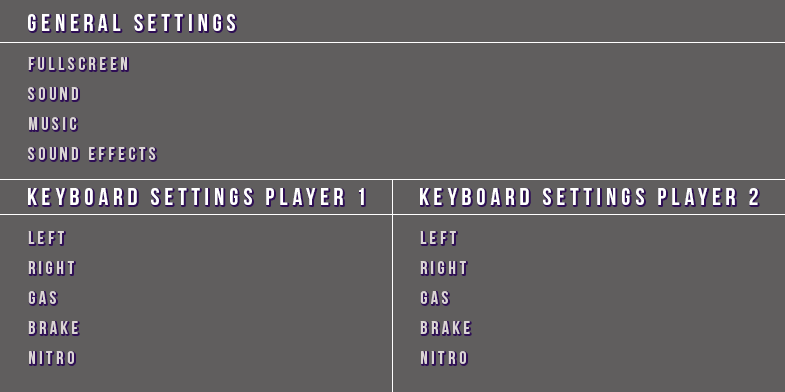 GENERAL SETTINGS
FULLSCREEN
SOUND
MUSIC
SOUND EFFECTS
KEYBOARD SETTINGS PLAYER 1
LEFT
RIGHT
GAS
BRAKE
NITRO
KEYBOARD SETTINGS PLAYER 2
LEFT
RIGHT
GAS
BRAKE
NITRO